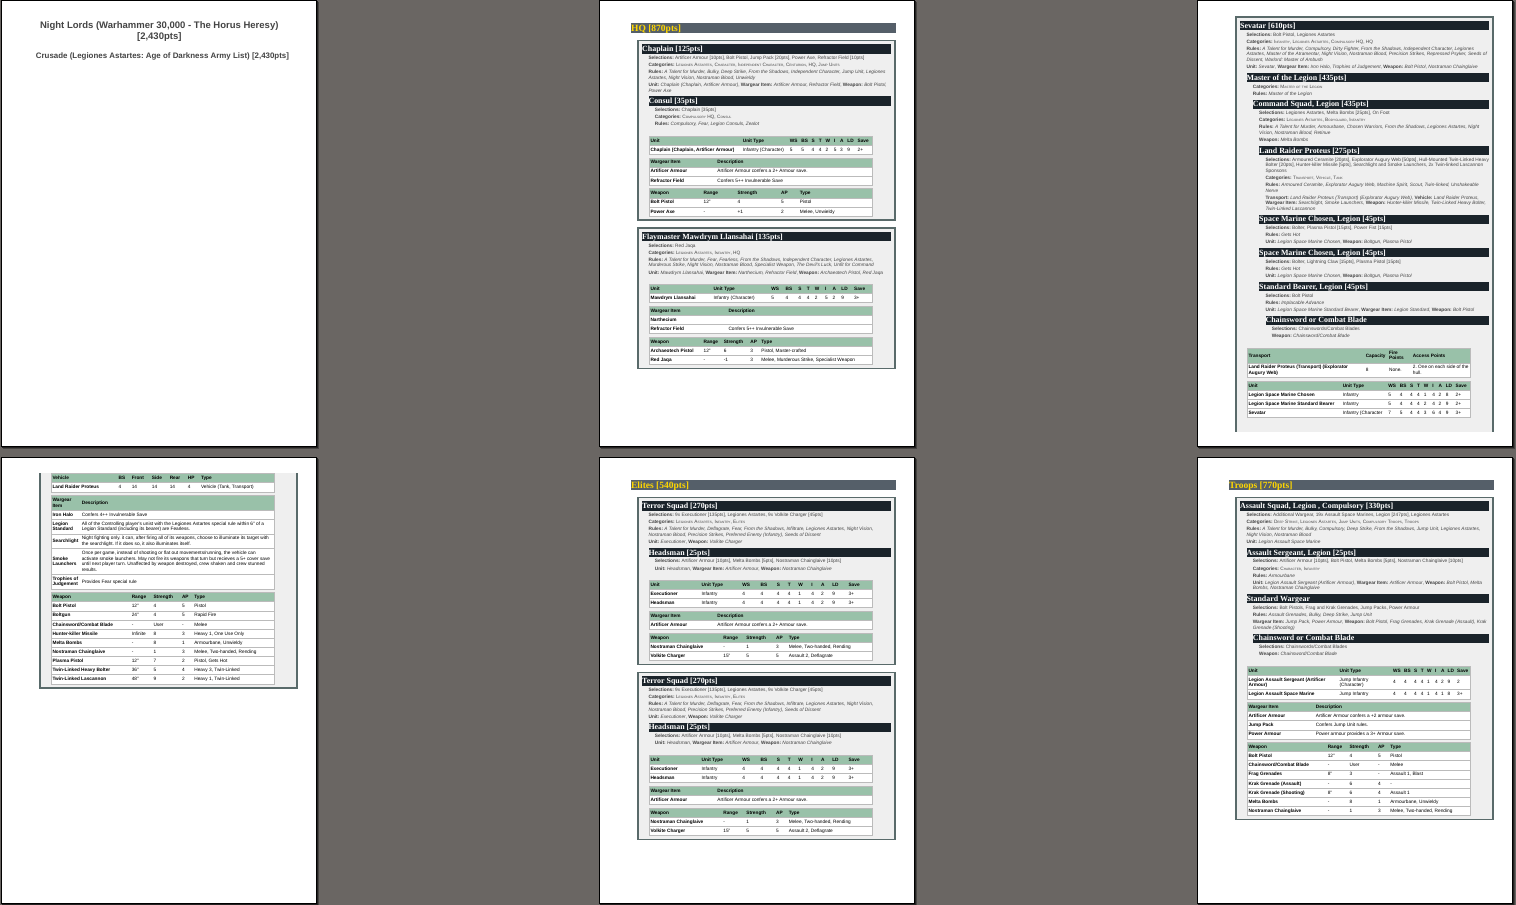 Night Lords (Warhammer 30,000 - The Horus Heresy)
[2,430pts]
Crusade (Legiones Astartes: Age of Darkness Army List) [2,430pts]
HQ [870pts]
Chaplain [125pts]
Selections: Artificer Armour [10pts], Bolt Pistol, Jump Pack [20pts], Power Axe, Refractor Field [10pts]
Categories: Legiones Astartes, Character, Independent Character, Centurion, HQ, Jump Units
Rules: A Talent for Murder, Bulky, Deep Strike, From the Shadows, Independent Character, Jump Unit, Legiones
Astartes, Night Vision, Nostraman Blood, Unwieldy
Unit: Chaplain (Chaplain, Artificer Armour), Wargear Item: Artificer Armour, Refractor Field, Weapon: Bolt Pistol,
Power Axe
Consul [35pts]
Selections: Chaplain [35pts]
Categories: Compulsory HQ, Consul
Rules: Compulsory, Fear, Legion Consuls, Zealot
Unit Unit Type WS BS S T W I A LD Save
Chaplain (Chaplain, Artificer Armour) Infantry (Character) 5 5 4 4 2 5 3 9 2+
Wargear Item Description
Artificer Armour Artificer Armour confers a 2+ Armour save.
Refractor Field Confers 5++ Invulnerable Save
Weapon Range Strength AP Type
Bolt Pistol 12" 4 5 Pistol
Power Axe - +1 2 Melee, Unwieldy
Flaymaster Mawdrym Llansahai [135pts]
Selections: Red Jaqa
Categories: Legiones Astartes, Infantry, HQ
Rules: A Talent for Murder, Fear, Fearless, From the Shadows, Independent Character, Legiones Astartes,
Murderous Strike, Night Vision, Nostraman Blood, Specialist Weapon, The Devil's Luck, Unfit for Command
Unit: Mawdrym Llansahai, Wargear Item: Narthecium, Refractor Field, Weapon: Archaeotech Pistol, Red Jaqa
Unit Unit Type WS BS S T W I A LD Save
Mawdrym Llansahai Infantry (Character) 5 4 4 4 2 5 2 9 3+
Wargear Item Description
Narthecium
Refractor Field Confers 5++ Invulnerable Save
Weapon Range Strength AP Type
Archaeotech Pistol 12" 6 3 Pistol, Master-crafted
Red Jaqa - -1 3 Melee, Murderous Strike, Specialist Weapon
Sevatar [610pts]
Selections: Bolt Pistol, Legiones Astartes
Categories: Infantry, Legiones Astartes, Compulsory HQ, HQ
Rules: A Talent for Murder, Compulsory, Dirty Fighter, From the Shadows, Independent Character, Legiones
Astartes, Master of the Atramentar, Night Vision, Nostraman Blood, Precision Strikes, Repressed Psyker, Seeds of
Dissent, Warlord: Master of Ambush
Unit: Sevatar, Wargear Item: Iron Halo, Trophies of Judgement, Weapon: Bolt Pistol, Nostraman Chainglaive
Master of the Legion [435pts]
Categories: Master of the Legion
Rules: Master of the Legion
Command Squad, Legion [435pts]
Selections: Legiones Astartes, Melta Bombs [25pts], On Foot
Categories: Legiones Astartes, Bodyguard, Infantry
Rules: A Talent for Murder, Armourbane, Chosen Warriors, From the Shadows, Legiones Astartes, Night
Vision, Nostraman Blood, Retinue
Weapon: Melta Bombs
Land Raider Proteus [275pts]
Selections: Armoured Ceramite [20pts], Explorator Augury Web [50pts], Hull-Mounted Twin-Linked Heavy
Bolter [20pts], Hunter-killer Missile [5pts], Searchlight and Smoke Launchers, 2x Twin-linked Lascannon
Sponsons
Categories: Transport, Vehicle, Tank
Rules: Armoured Ceramite, Explorator Augury Web, Machine Spirit, Scout, Twin-linked, Unshakeable
Nerve
Transport: Land Raider Proteus (Transport) (Explorator Augury Web), Vehicle: Land Raider Proteus,
Wargear Item: Searchlight, Smoke Launchers, Weapon: Hunter-killer Missile, Twin-Linked Heavy Bolter,
Twin-Linked Lascannon
Space Marine Chosen, Legion [45pts]
Selections: Bolter, Plasma Pistol [15pts], Power Fist [15pts]
Rules: Gets Hot
Unit: Legion Space Marine Chosen, Weapon: Boltgun, Plasma Pistol
Space Marine Chosen, Legion [45pts]
Selections: Bolter, Lightning Claw [15pts], Plasma Pistol [15pts]
Rules: Gets Hot
Unit: Legion Space Marine Chosen, Weapon: Boltgun, Plasma Pistol
Standard Bearer, Legion [45pts]
Selections: Bolt Pistol
Rules: Implacable Advance
Unit: Legion Space Marine Standard Bearer, Wargear Item: Legion Standard, Weapon: Bolt Pistol
Chainsword or Combat Blade
Selections: Chainswords/Combat Blades
Weapon: Chainsword/Combat Blade
Transport Capacity Fire Points Access Points
Land Raider Proteus (Transport) (Explorator Augury Web) 8 None. 2. One on each side of the hull.
Unit Unit Type WS BS S T W I A LD Save
Legion Space Marine Chosen Infantry 5 4 4 4 1 4 2 8 2+
Legion Space Marine Standard Bearer Infantry 5 4 4 4 2 4 2 9 2+
Sevatar Infantry (Character 7 5 4 4 3 6 4 9 3+
Vehicle BS Front Side Rear HP Type
Land Raider Proteus 4 14 14 14 4 Vehicle (Tank, Transport)
Wargear Item Description
Iron Halo Confers 4++ Invulnerable Save
Legion Standard All of the Controlling player's unist with the Legiones Astartes special rule within 6" of a Legion Standard (including its bearer) are Fearless.
Searchlight Night fighting only, it can, after firing all of its weapons, choose to illuminate its target with the searchlight. If it does so, it also illuminates itself.
Smoke Launchers Once per game, instead of shooting or flat out movement/running, the vehicle can activate smoke launchers. May not fire its weapons that turn but recieves a 5+ cover save until next player turn. Unaffected by weapon destroyed, crew shaken and crew stunned results.
Trophies of Judgement Provides Fear special rule
Weapon Range Strength AP Type
Bolt Pistol 12" 4 5 Pistol
Boltgun 24" 4 5 Rapid Fire
Chainsword/Combat Blade - User - Melee
Hunter-killer Missile Infinite 8 3 Heavy 1, One Use Only
Melta Bombs - 8 1 Armourbane, Unwieldy
Nostraman Chainglaive - 1 3 Melee, Two-handed, Rending
Plasma Pistol 12" 7 2 Pistol, Gets Hot
Twin-Linked Heavy Bolter 36" 5 4 Heavy 3, Twin-Linked
Twin-Linked Lascannon 48" 9 2 Heavy 1, Twin-Linked
Elites [540pts]
Terror Squad [270pts]
Selections: 9x Executioner [135pts], Legiones Astartes, 9x Volkite Charger [45pts]
Categories: Legiones Astartes, Infantry, Elites
Rules: A Talent for Murder, Deflagrate, Fear, From the Shadows, Infiltrate, Legiones Astartes, Night Vision,
Nostraman Blood, Precision Strikes, Preferred Enemy (Infantry), Seeds of Dissent
Unit: Executioner, Weapon: Volkite Charger
Headsman [25pts]
Selections: Artificer Armour [10pts], Melta Bombs [5pts], Nostraman Chainglaive [10pts]
Unit: Headsman, Wargear Item: Artificer Armour, Weapon: Nostraman Chainglaive
Unit Unit Type WS BS S T W I A LD Save
Executioner Infantry 4 4 4 4 1 4 2 9 3+
Headsman Infantry 4 4 4 4 1 4 2 9 3+
Wargear Item Description
Artificer Armour Artificer Armour confers a 2+ Armour save.
Weapon Range Strength AP Type
Nostraman Chainglaive - 1 3 Melee, Two-handed, Rending
Volkite Charger 15" 5 5 Assault 2, Deflagrate
Terror Squad [270pts]
Selections: 9x Executioner [135pts], Legiones Astartes, 9x Volkite Charger [45pts]
Categories: Legiones Astartes, Infantry, Elites
Rules: A Talent for Murder, Deflagrate, Fear, From the Shadows, Infiltrate, Legiones Astartes, Night Vision,
Nostraman Blood, Precision Strikes, Preferred Enemy (Infantry), Seeds of Dissent
Unit: Executioner, Weapon: Volkite Charger
Headsman [25pts]
Selections: Artificer Armour [10pts], Melta Bombs [5pts], Nostraman Chainglaive [10pts]
Unit: Headsman, Wargear Item: Artificer Armour, Weapon: Nostraman Chainglaive
Unit Unit Type WS BS S T W I A LD Save
Executioner Infantry 4 4 4 4 1 4 2 9 3+
Headsman Infantry 4 4 4 4 1 4 2 9 3+
Wargear Item Description
Artificer Armour Artificer Armour confers a 2+ Armour save.
Weapon Range Strength AP Type
Nostraman Chainglaive - 1 3 Melee, Two-handed, Rending
Volkite Charger 15" 5 5 Assault 2, Deflagrate
Troops [770pts]
Assault Squad, Legion , Compulsory [330pts]
Selections: Additional Wargear, 19x Assault Space Marines, Legion [247pts], Legiones Astartes
Categories: Deep Strike, Legiones Astartes, Jump Units, Compulsory Troops, Troops
Rules: A Talent for Murder, Bulky, Compulsory, Deep Strike, From the Shadows, Jump Unit, Legiones Astartes,
Night Vision, Nostraman Blood
Unit: Legion Assault Space Marine
Assault Sergeant, Legion [25pts]
Selections: Artificer Armour [10pts], Bolt Pistol, Melta Bombs [5pts], Nostraman Chainglaive [10pts]
Categories: Character, Infantry
Rules: Armourbane
Unit: Legion Assault Sergeant (Artificer Armour), Wargear Item: Artificer Armour, Weapon: Bolt Pistol, Melta
Bombs, Nostraman Chainglaive
Standard Wargear
Selections: Bolt Pistols, Frag and Krak Grenades, Jump Packs, Power Armour
Rules: Assault Grenades, Bulky, Deep Strike, Jump Unit
Wargear Item: Jump Pack, Power Armour, Weapon: Bolt Pistol, Frag Grenades, Krak Grenade (Assault), Krak
Grenade (Shooting)
Chainsword or Combat Blade
Selections: Chainswords/Combat Blades
Weapon: Chainsword/Combat Blade
Unit Unit Type WS BS S T W I A LD Save
Legion Assault Sergeant (Artificer Armour) Jump Infantry (Character) 4 4 4 4 1 4 2 9 2
Legion Assault Space Marine Jump Infantry 4 4 4 4 1 4 1 8 3+
Wargear Item Description
Artificer Armour Artificer Armour confers a +2 armour save.
Jump Pack Confers Jump Unit rules.
Power Armour Power armour provides a 3+ Armour save.
Weapon Range Strength AP Type
Bolt Pistol 12" 4 5 Pistol
Chainsword/Combat Blade - User - Melee
Frag Grenades 8" 3 - Assault 1, Blast
Krak Grenade (Assault) - 6 4 -
Krak Grenade (Shooting) 8" 6 4 Assault 1
Melta Bombs - 8 1 Armourbane, Unwieldy
Nostraman Chainglaive - 1 3 Melee, Two-handed, Rending